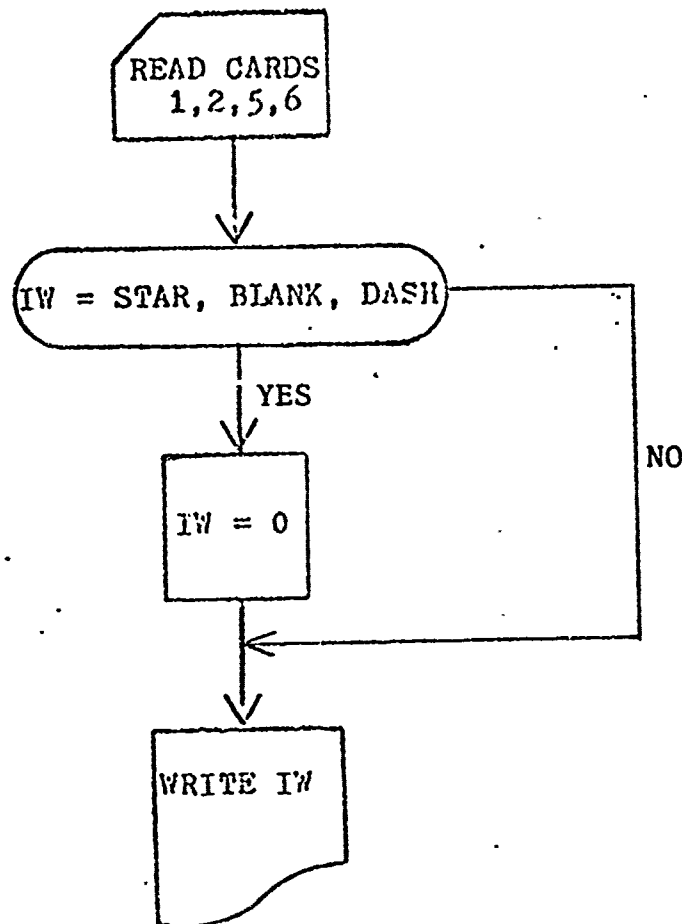 READ CARDS
1,2,5,6
IW = STAR, BLANK, DASH
YES
NO
IW = 0
WRITE IW